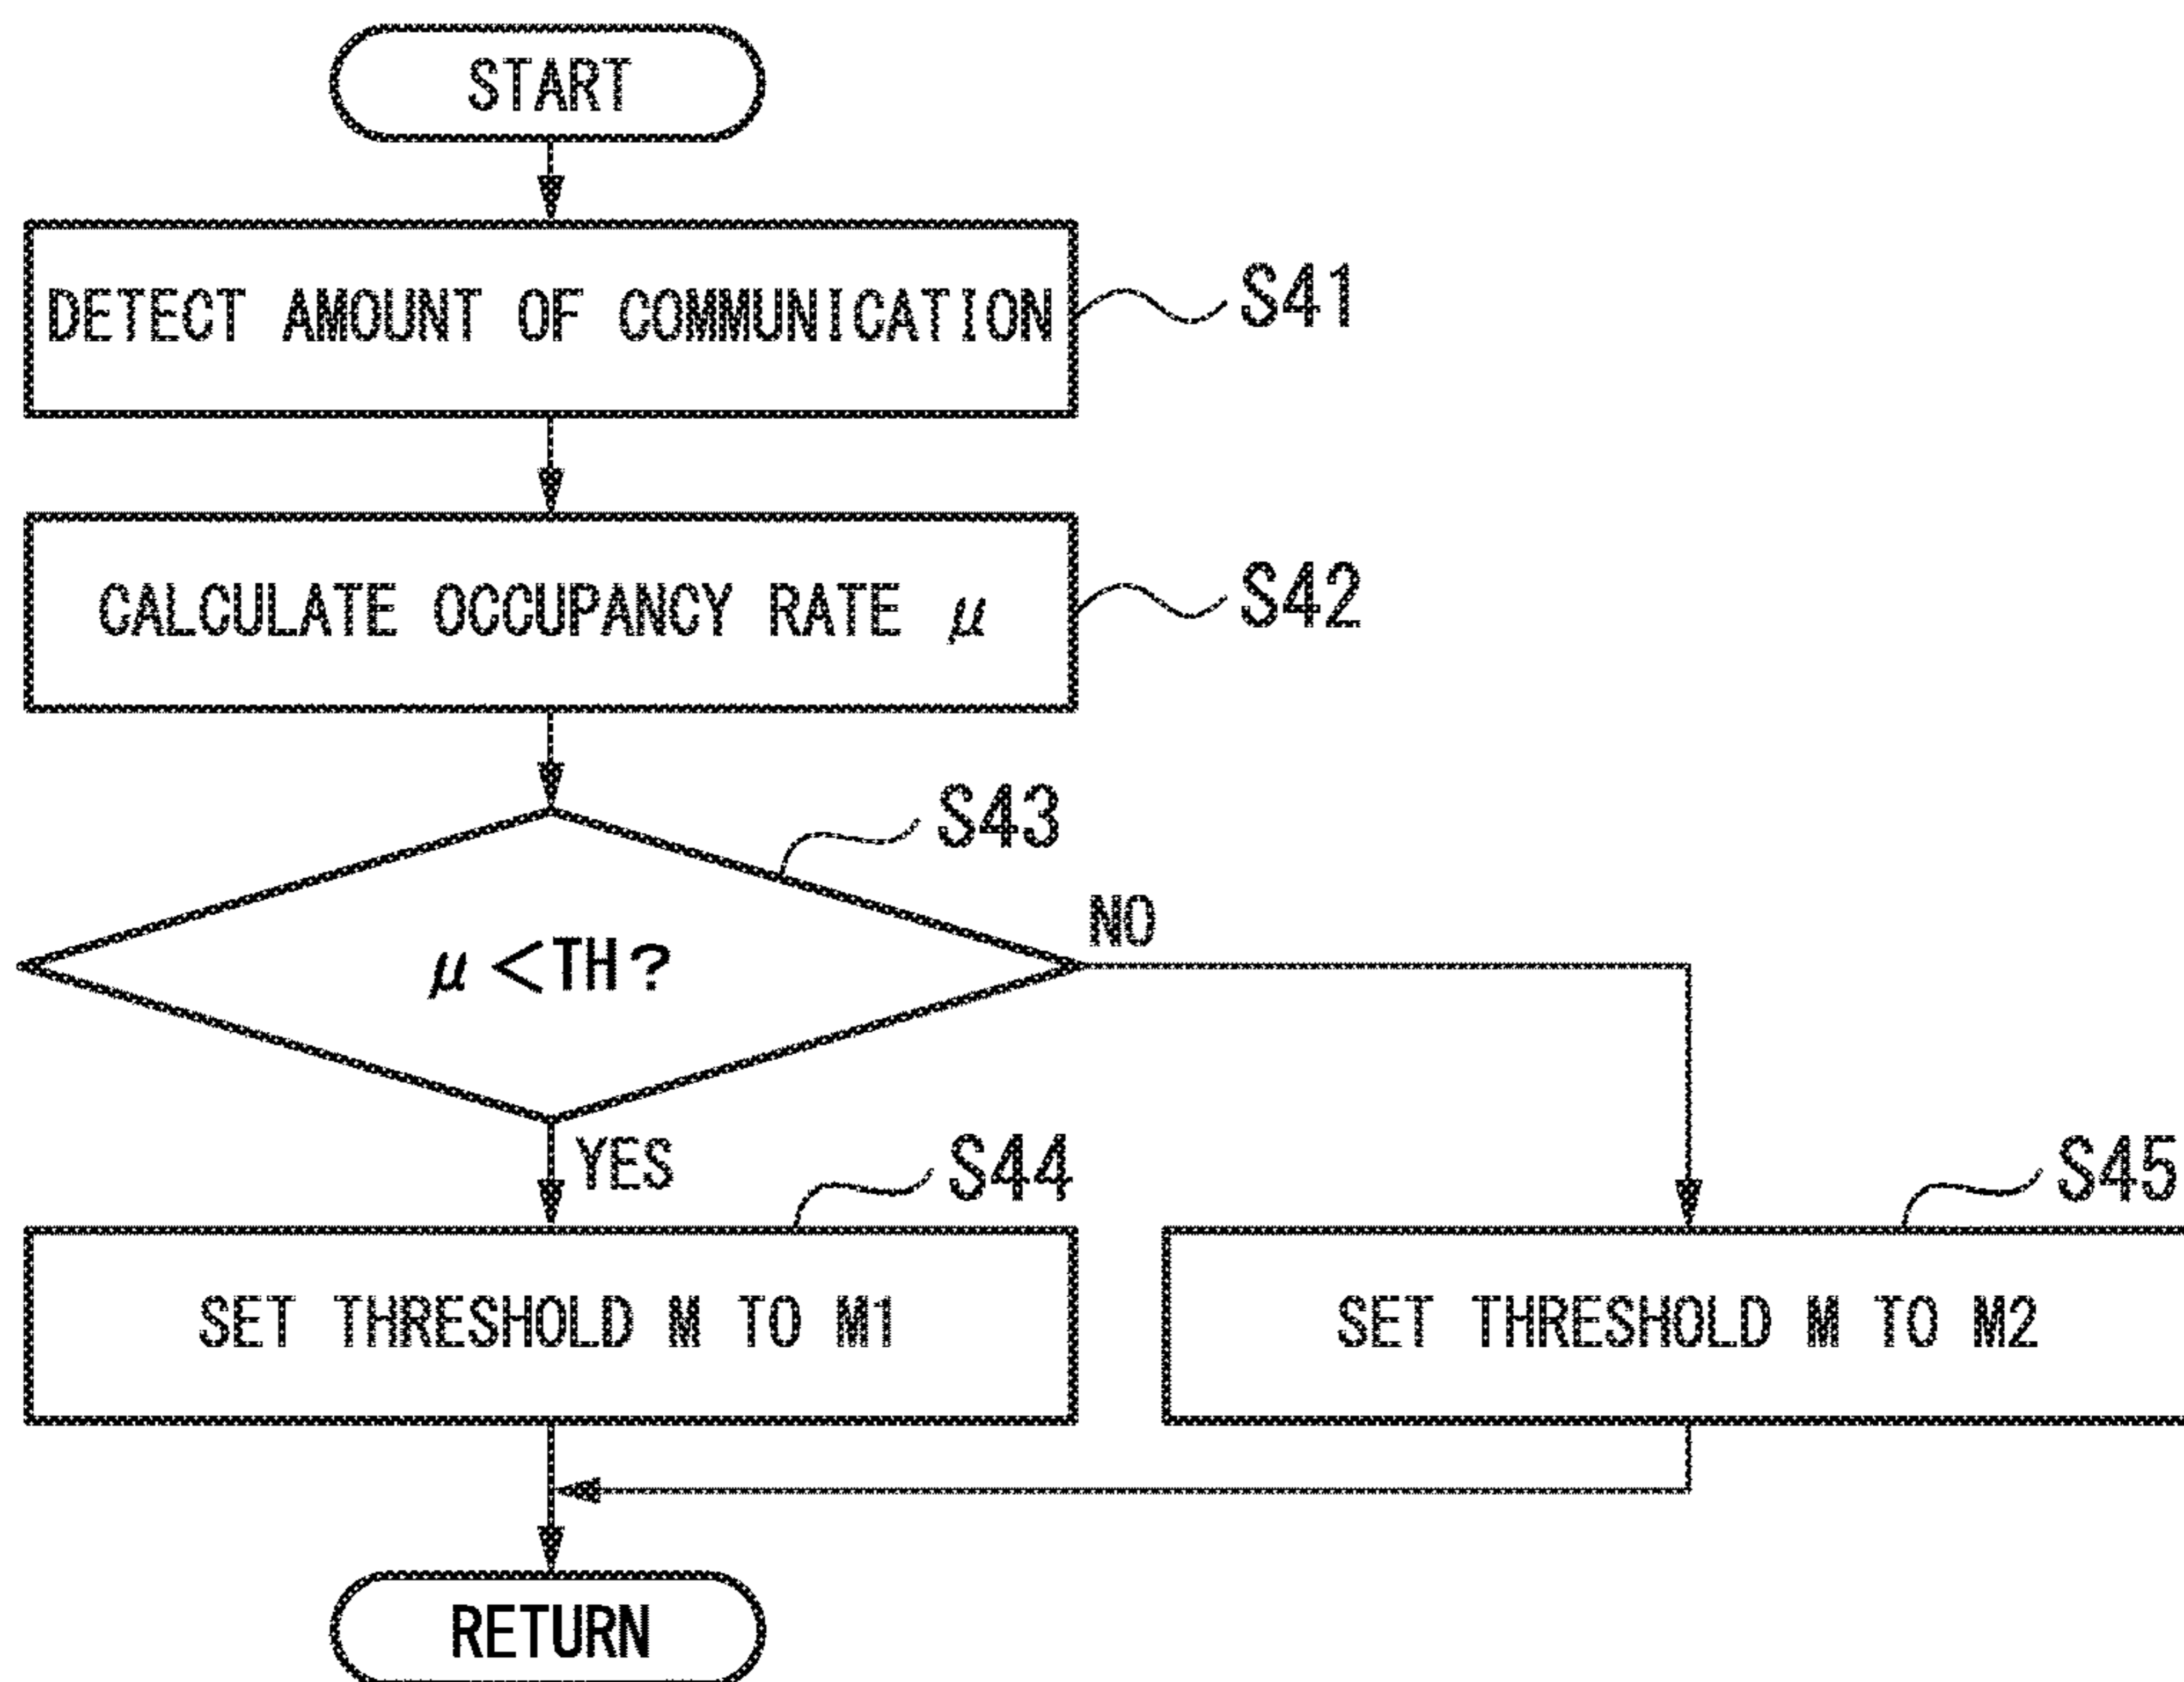 START
DETECT AMOUNT OF COMMUNICATION
S41
CALCULATE OCCUPANCY RATE μ
S42
S43
μ<TH?
NO
YES
S44
S45
SET THRESHOLD M TO M1
SET THRESHOLD M TO M2
RETURN